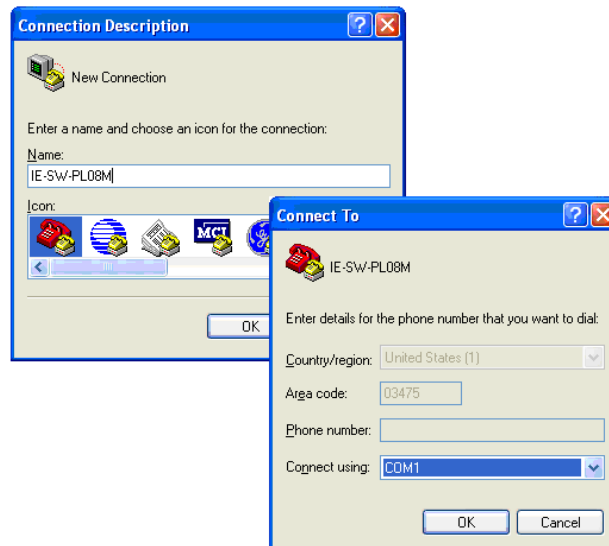 Connection Description
New Connection
Enter a name and choose an icon for the connection:
Name:
IE-SW-PL08M
Icon:
MCI
OK
Connect To
IE-SW-PL08M
Enter details for the phone number that you want to dial:
Country/region: United States (1)
Area code: 03475
Phone number:
Connect using: COM1
OK Cancel